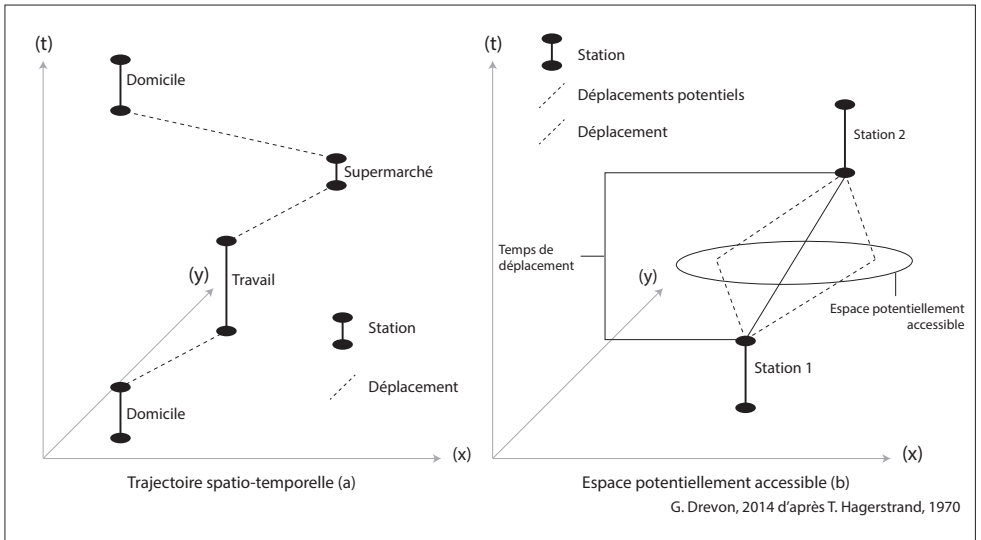 (t)
Domicile
Supermarché
(y)
Travail
Station
Déplacement
Domicile
(x)
Trajectoire spatio-temporelle (a)
(t)
Station
Déplacements potentiels
Déplacement
Station 2
Temps de
déplacement
(y)
Espace potentiellement
accessible
Station 1
(x)
Espace potentiellement accessible (b)
G. Drevon, 2014 d'après T. Hagerstrand, 1970